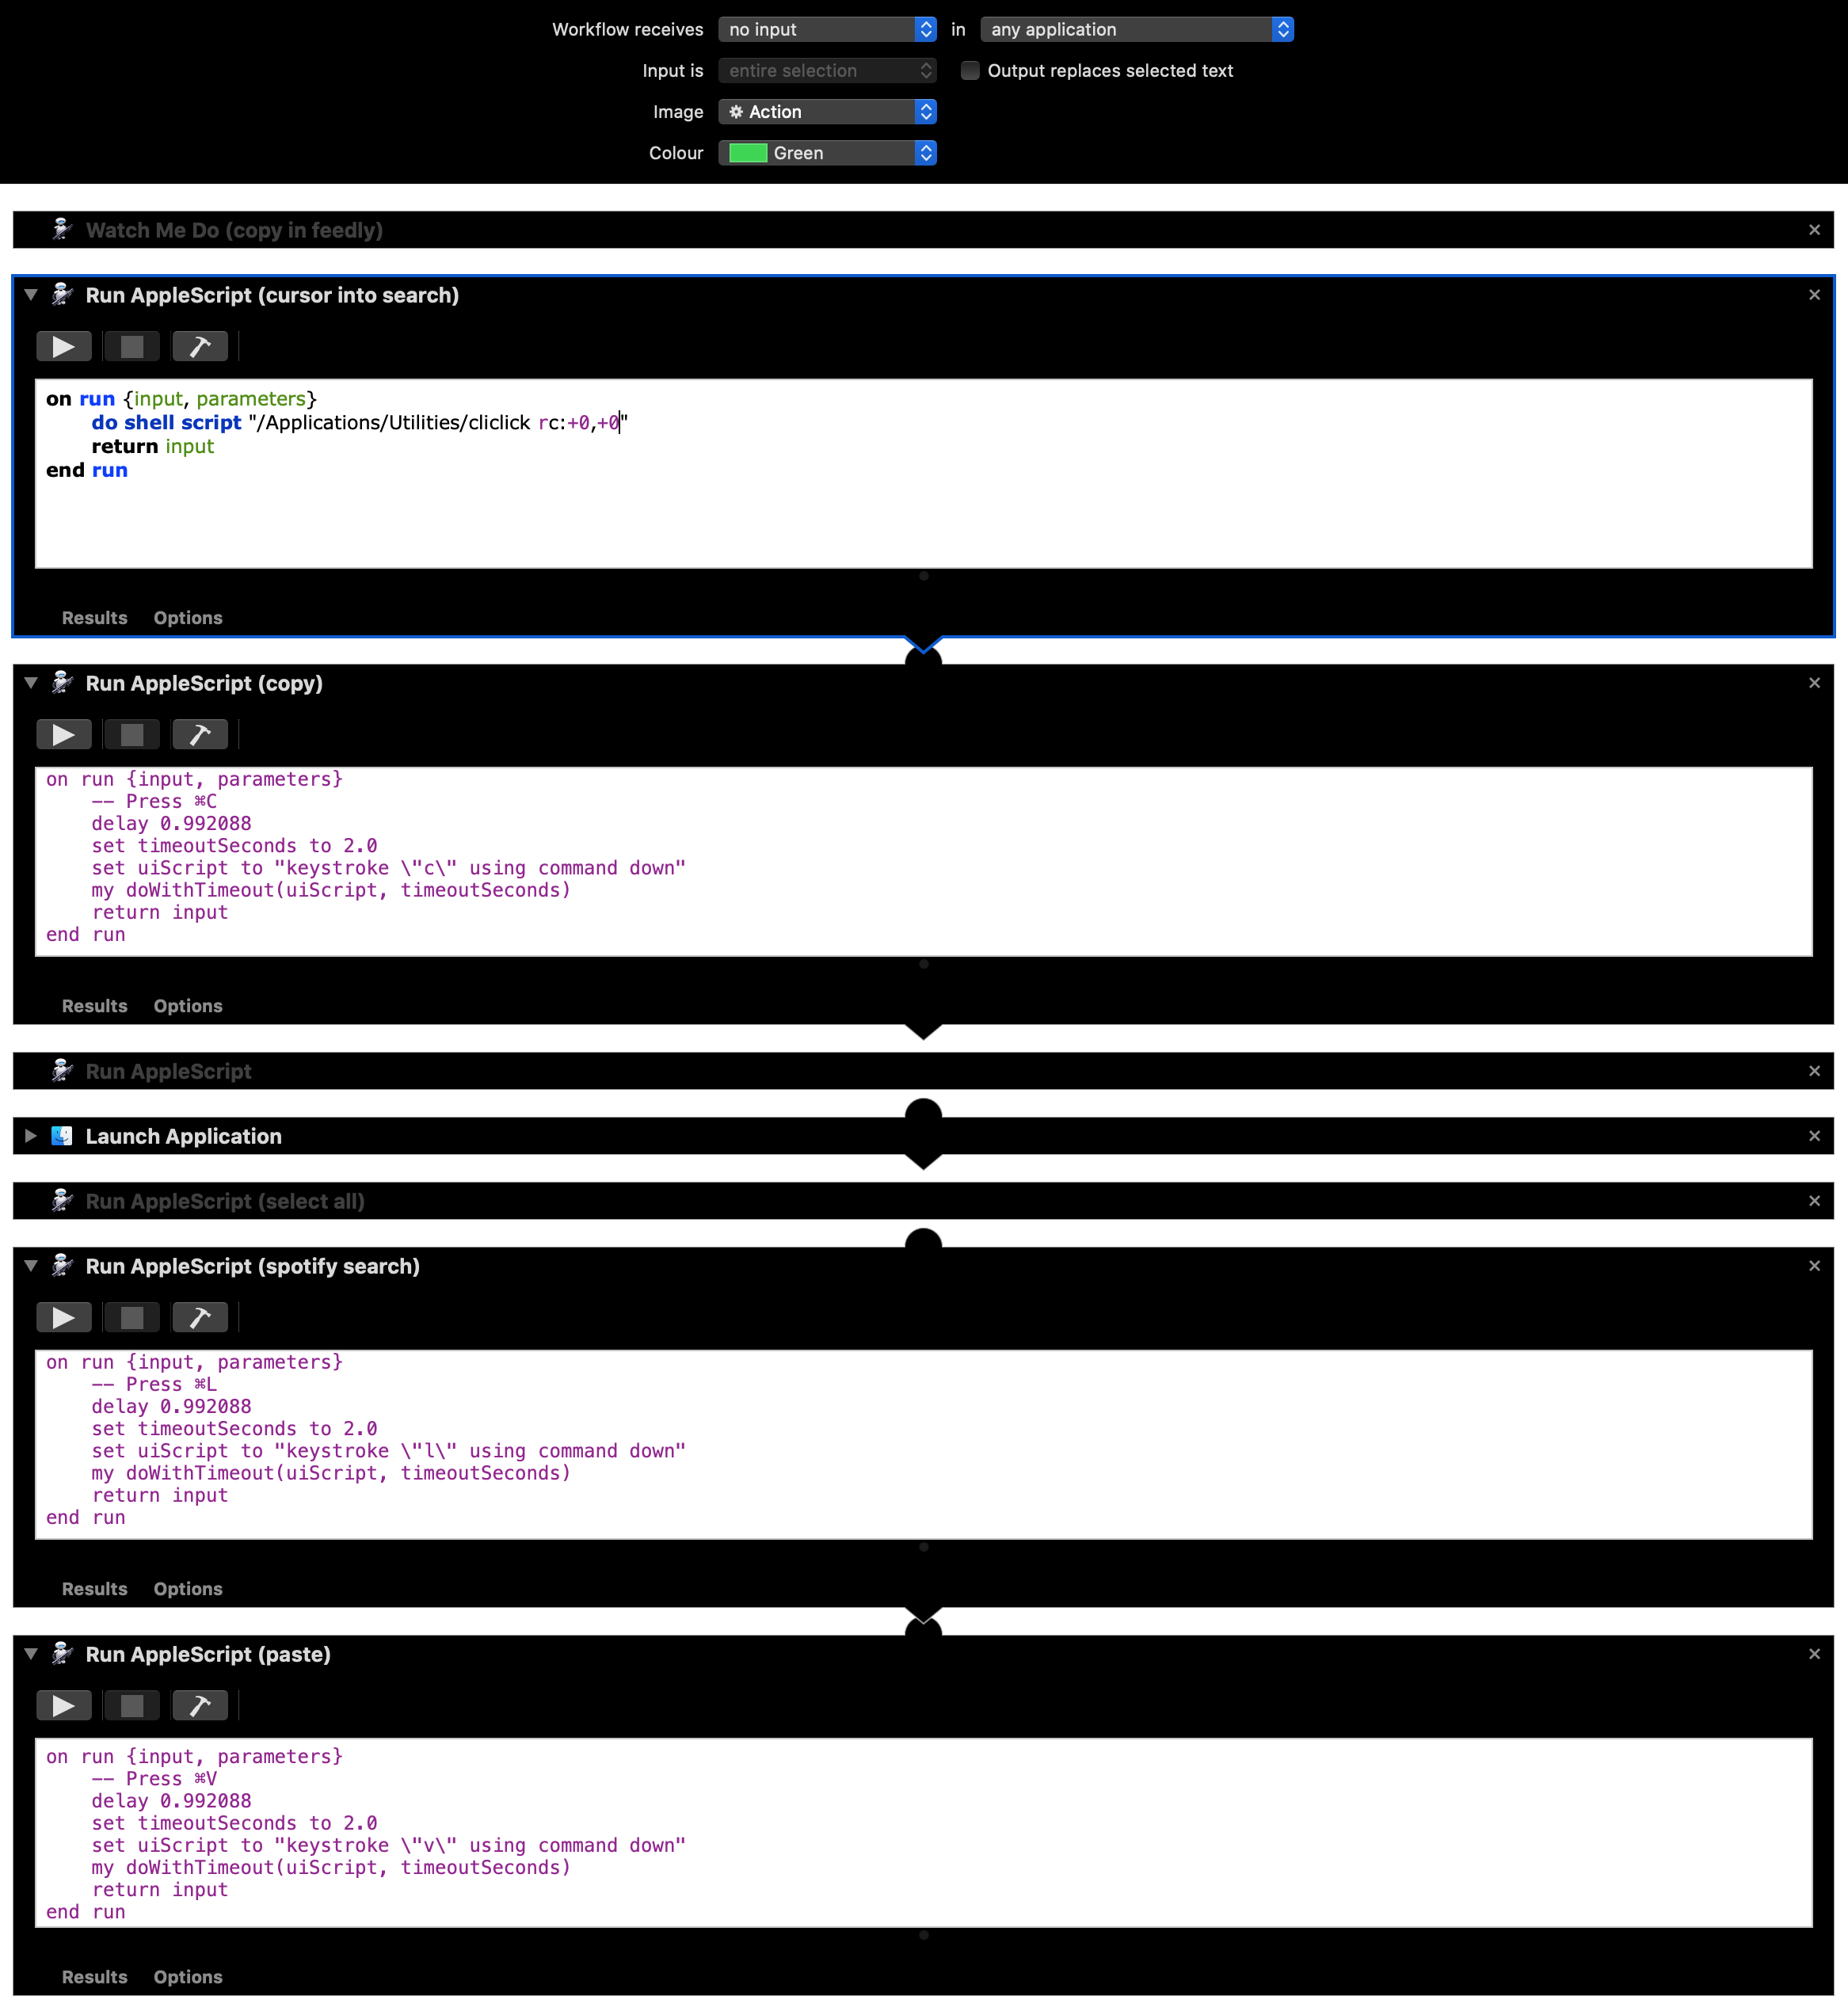 Workflow receives no input in any application
Input is entire selection Output replaces selected text
Image Action
Colour Green
Watch Me Do (copy in feedly)
Run AppleScript (cursor into search)
on run {input, parameters}
do shell script "/Applications/Utilities/cliclick rc:+0,+0"
return input
end run
Results Options
Run AppleScript (copy)
on run {input, parameters}
-- Press ⌘C
delay 0.992088
set timeoutSeconds to 2.0
set uiScript to "keystroke \"c\" using command down"
my doWithTimeout(uiScript, timeoutSeconds)
return input
end run
Results Options
Run AppleScript
Launch Application
Run AppleScript (select all)
Run AppleScript (spotify search)
on run {input, parameters}
-- Press ⌘L
delay 0.992088
set timeoutSeconds to 2.0
set uiScript to "keystroke \"l\" using command down"
my doWithTimeout(uiScript, timeoutSeconds)
return input
end run
Results Options
Run AppleScript (paste)
on run {input, parameters}
-- Press ⌘V
delay 0.992088
set timeoutSeconds to 2.0
set uiScript to "keystroke \"v\" using command down"
my doWithTimeout(uiScript, timeoutSeconds)
return input
end run
Results Options